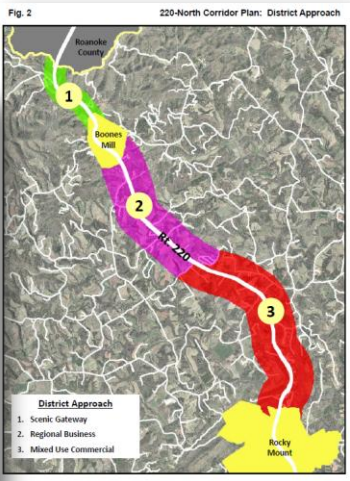 Fig. 2
220-North Corridor Plan: District Approach
Roanoke
County
1
Boones
Mill
2
Rt. 220
3
District Approach
1. Scenic Gateway
2. Regional Business
3. Mixed Use Commercial
Rocky
Mount